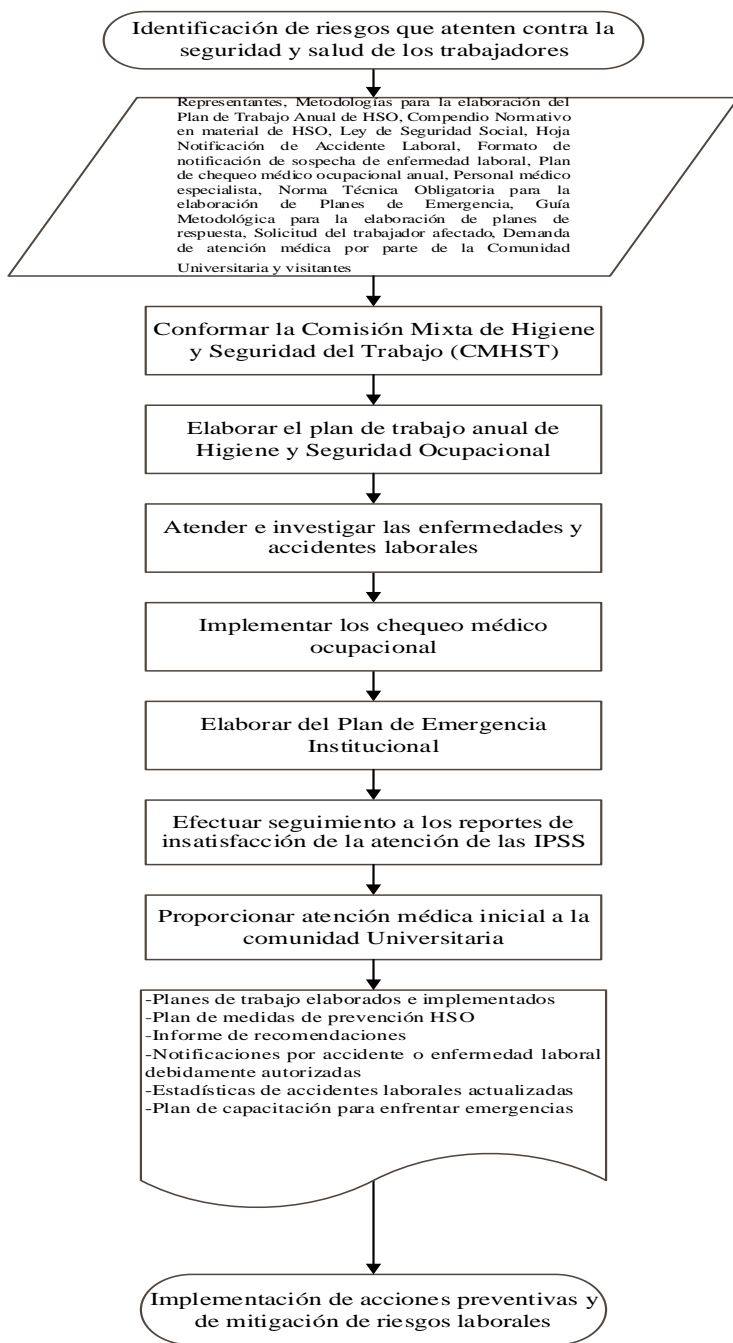 Identificación de riesgos que atenten contra la
seguridad y salud de los trabajadores
Representantes, Metodologías para la elaboración del
Plan de Trabajo Anual de HSO, Compendio Normativo
en material de HSO, Ley de Seguridad Social, Hoja
Notificación de Accidente Laboral, Formato de
notificación de sospecha de enfermedad laboral, Plan
de chequeo médico ocupacional anual, Personal médico
especialista, Norma Técnica Obligatoria para la
elaboración de Planes de Emergencia, Guía
Metodológica para la elaboración de planes de
respuesta, Solicitud del trabajador afectado, Demanda
de atención médica por parte de la Comunidad
Universitaria y visitantes
Conformar la Comisión Mixta de Higiene
y Seguridad del Trabajo (CMHST)
Elaborar el plan de trabajo anual de
Higiene y Seguridad Ocupacional
Atender e investigar las enfermedades y
accidentes laborales
Implementar los chequeo médico
ocupacional
Elaborar del Plan de Emergencia
Institucional
Efectuar seguimiento a los reportes de
insatisfacción de la atención de las IPSS
Proporcionar atención médica inicial a la
comunidad Universitaria
-Planes de trabajo elaborados e implementados
-Plan de medidas de prevención HSO
-Informe de recomendaciones
-Notificaciones por accidente o enfermedad laboral
debidamente autorizadas
-Estadísticas de accidentes laborales actualizadas
-Plan de capacitación para enfrentar emergencias
Implementación de acciones preventivas y
de mitigación de riesgos laborales